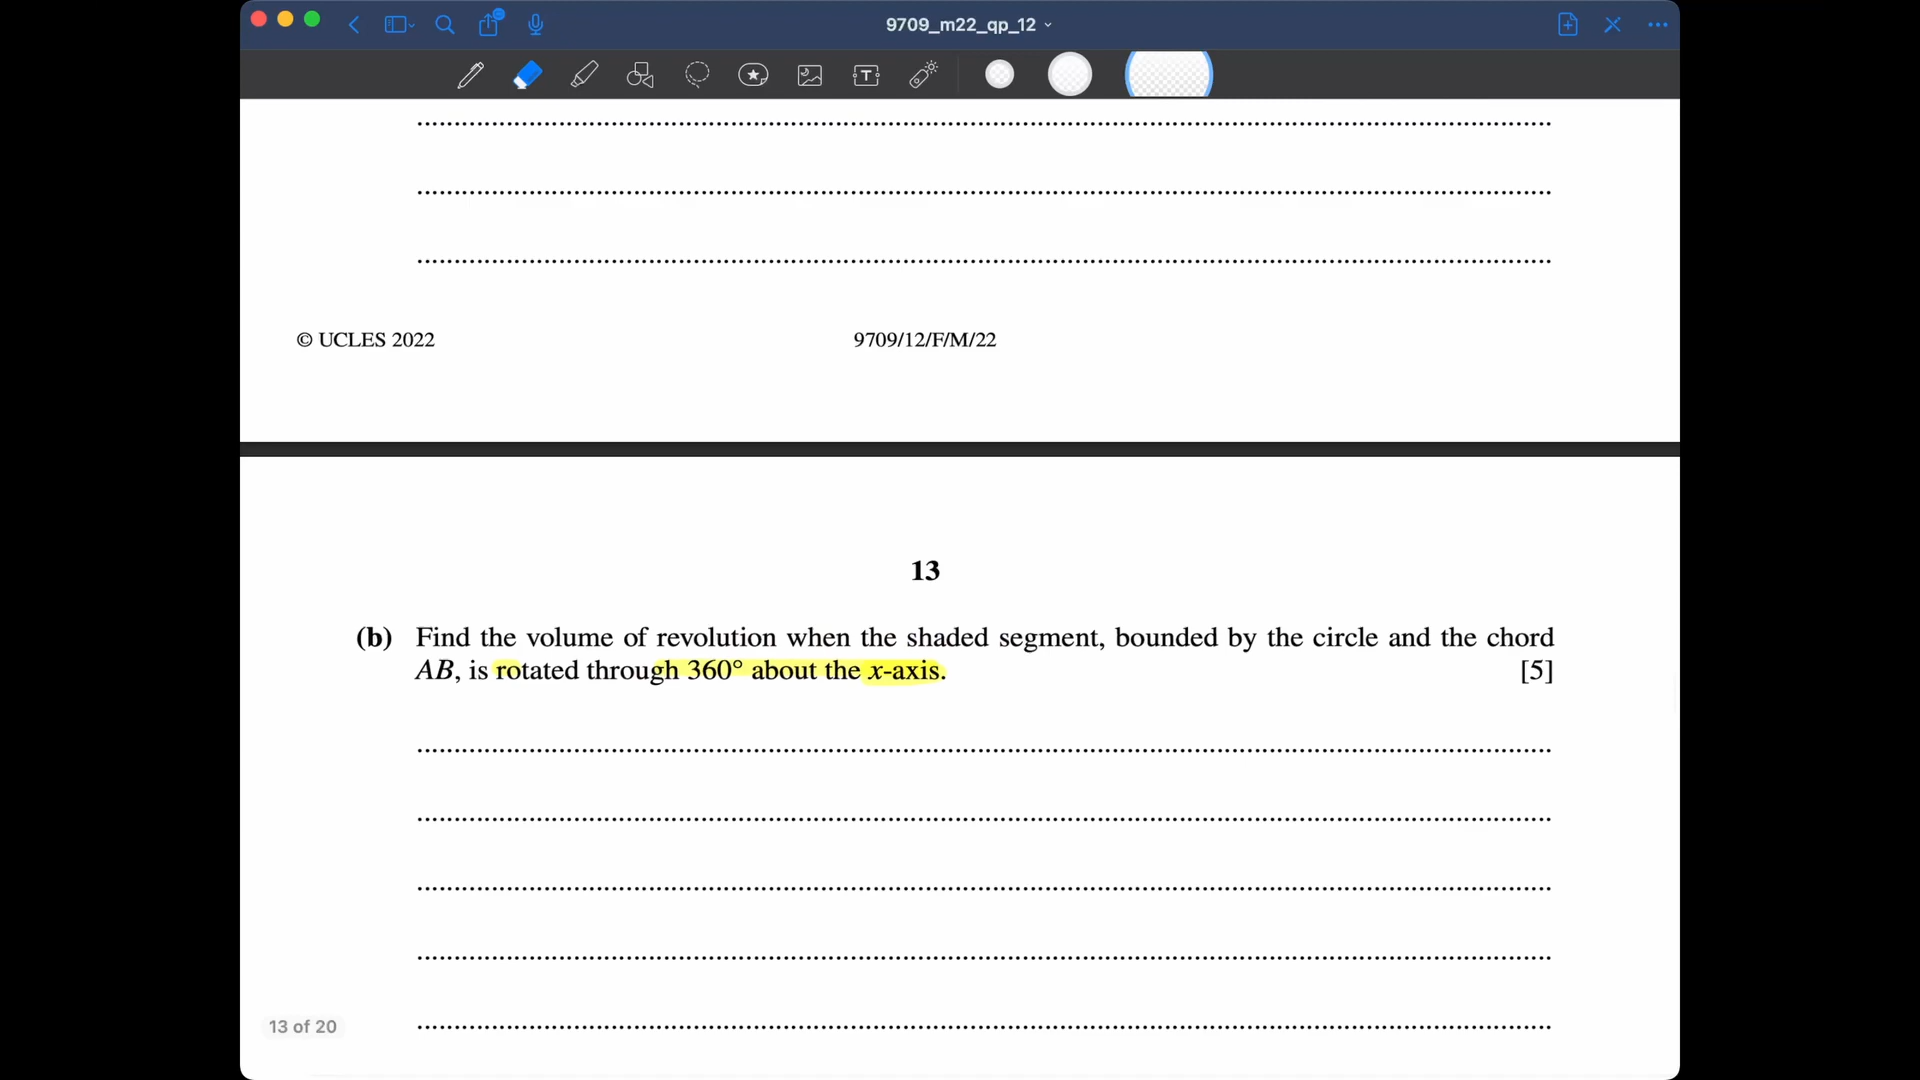 9709_m22_qp_12
© UCLES 2022
9709/12/F/M/22
13
(b) Find the volume of revolution when the shaded segment, bounded by the circle and the chord
AB, is rotated through 360° about the x-axis. [5]
13 of 20